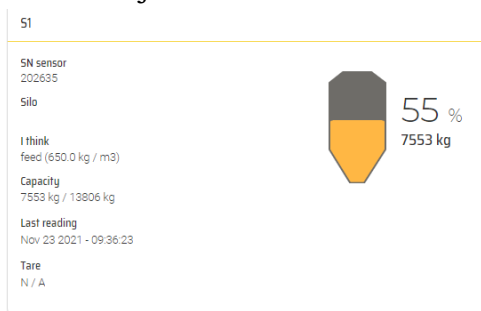 S1
SN sensor
202635
Silo
I think
feed (650.0 kg / m3)
Capacity
7553 kg / 13806 kg
Last reading
Nov 23 2021 - 09:36:23
Tare
N / A
55 %
7553 kg